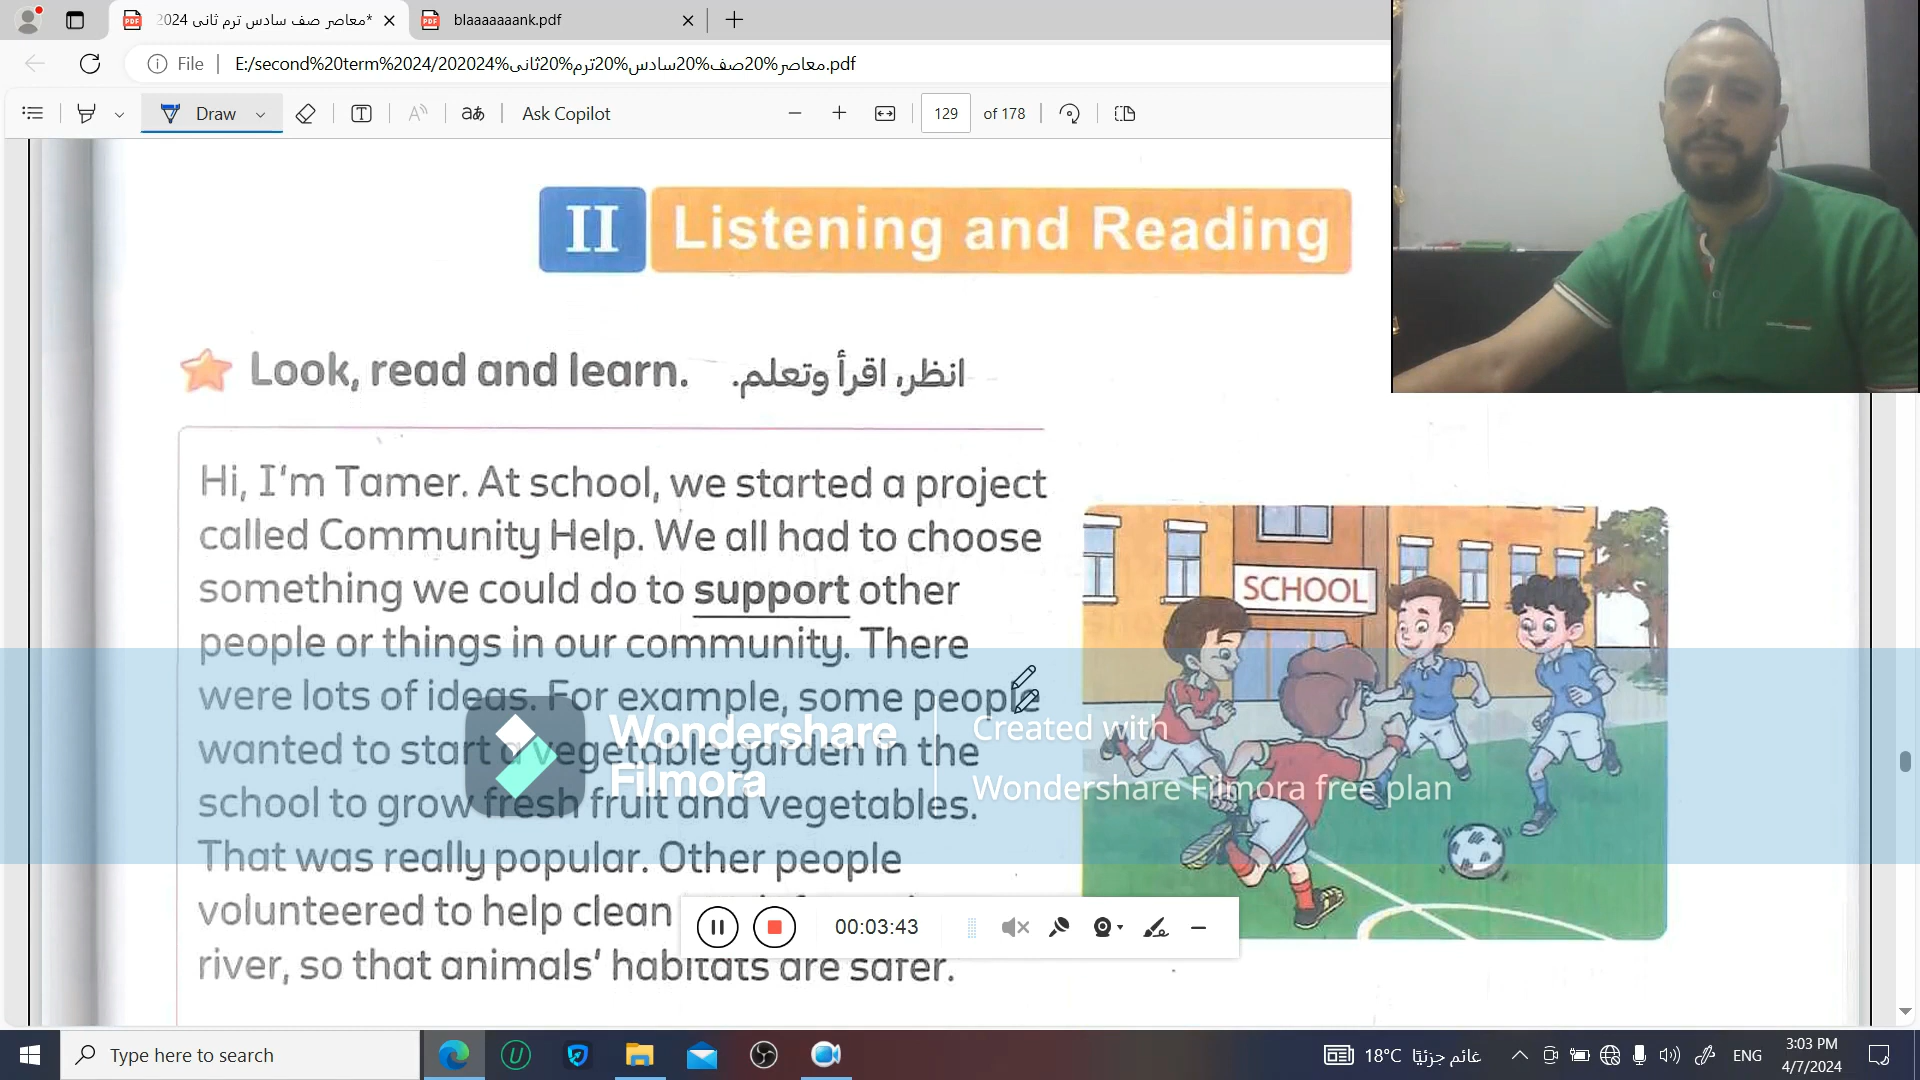 *معاصر صف سادس ترم ثانى 2024
blaaaaaaank.pdf
File
E:/second%20term%2024/202024%معاصر%20صف%20سادس%20ترم%20ثانى.pdf
Draw
Ask Copilot
129 of 178
II Listening and Reading
Look, read and learn. انظر، اقرأ وتعلم.
Hi, I'm Tamer. At school, we started a project
called Community Help. We all had to choose
something we could do to support other
people or things in our community. There
were lots of ideas. For example, some people
wanted to start a vegetable garden in the
school to grow fresh fruit and vegetables.
That was really popular. Other people
volunteered to help clean
river, so that animals' habitats are safer.
SCHOOL
Wondershare
Filmora
Created with
Wondershare Filmora free plan
00:03:43
Type here to search
18°C غائم جزئيًا
ENG
3:03 PM
4/7/2024